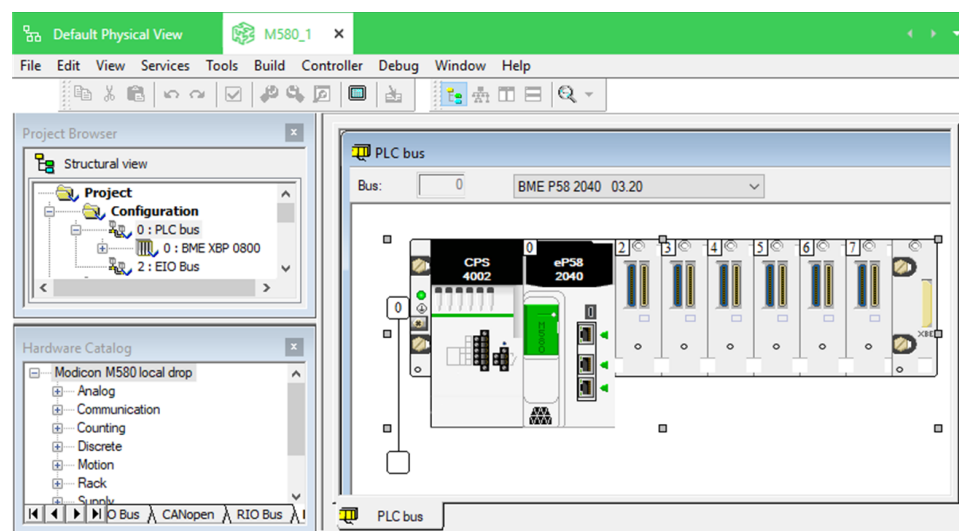 Default Physical View M580_1
File Edit View Services Tools Build Controller Debug Window Help
Project Browser
Structural view
Project
Configuration
0 : PLC bus
0 : BME XBP 0800
2 : EIO Bus
Hardware Catalog
Modicon M580 local drop
Analog
Communication
Counting
Discrete
Motion
Rack
Supply
O Bus CANopen RIO Bus
PLC bus
Bus: 0 BME P58 2040 03.20
0 2 3 4 5 6 7
CPS
4002
eP58
2040
0
XBE
PLC bus